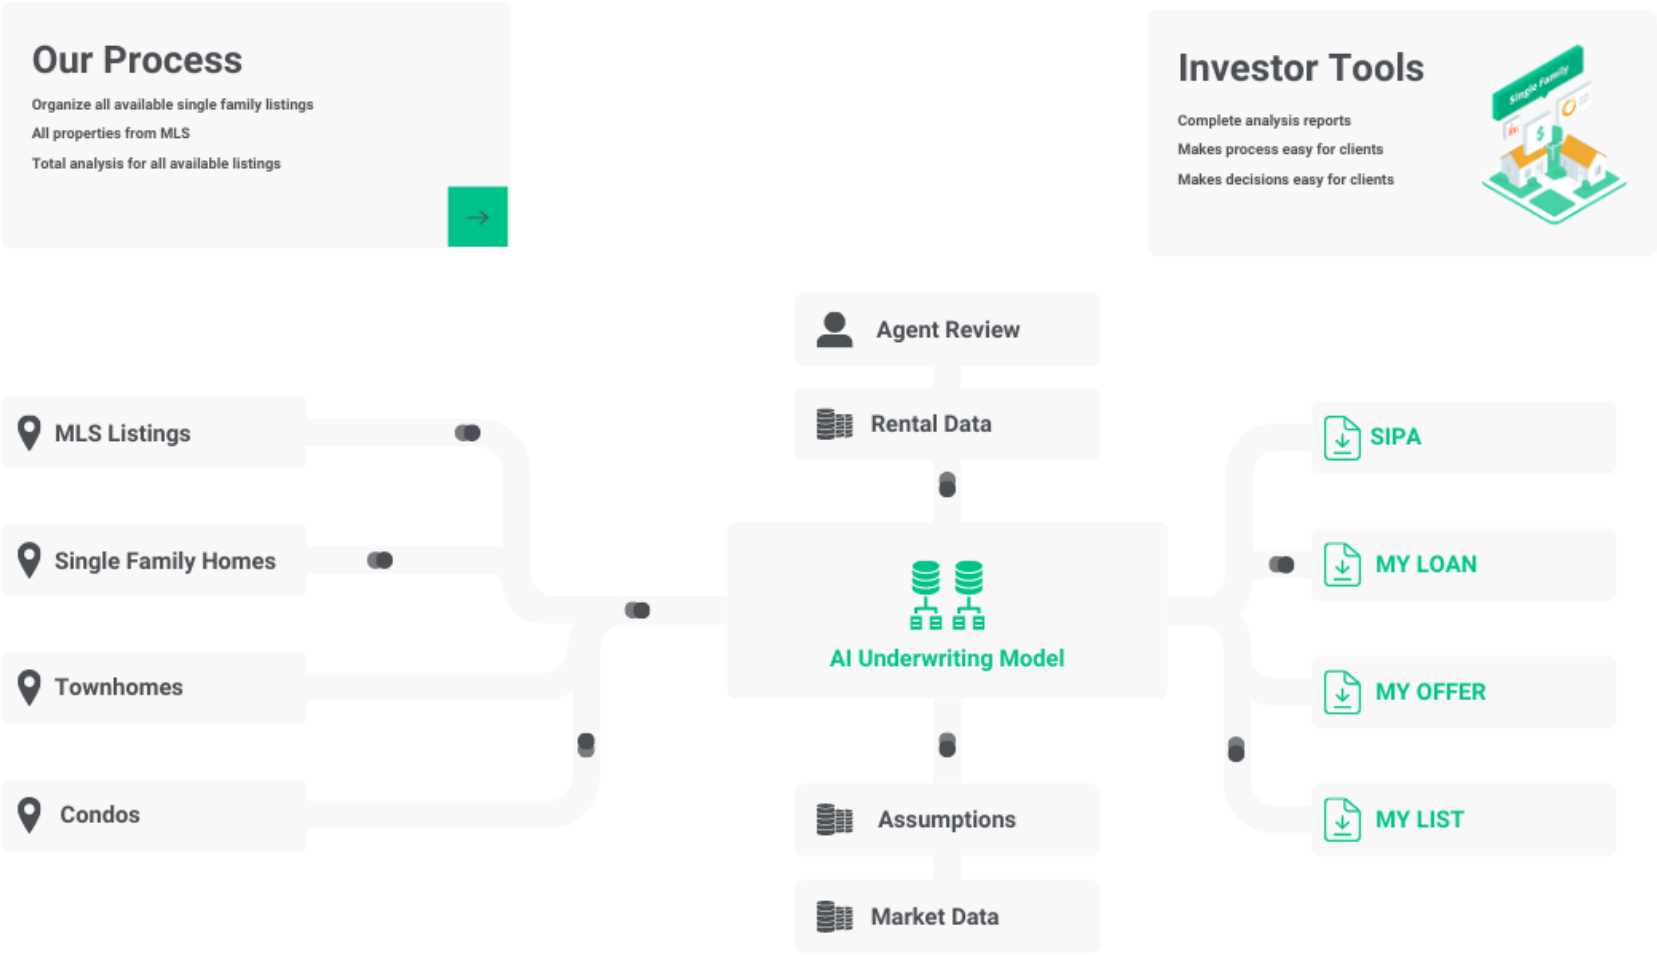 Our Process
Organize all available single family listings
All properties from MLS
Total analysis for all available listings
Investor Tools
Complete analysis reports
Makes process easy for clients
Makes decisions easy for clients
Single Family
$
Agent Review
Rental Data
MLS Listings
Single Family Homes
Townhomes
Condos
AI Underwriting Model
Assumptions
Market Data
SIPA
MY LOAN
MY OFFER
MY LIST